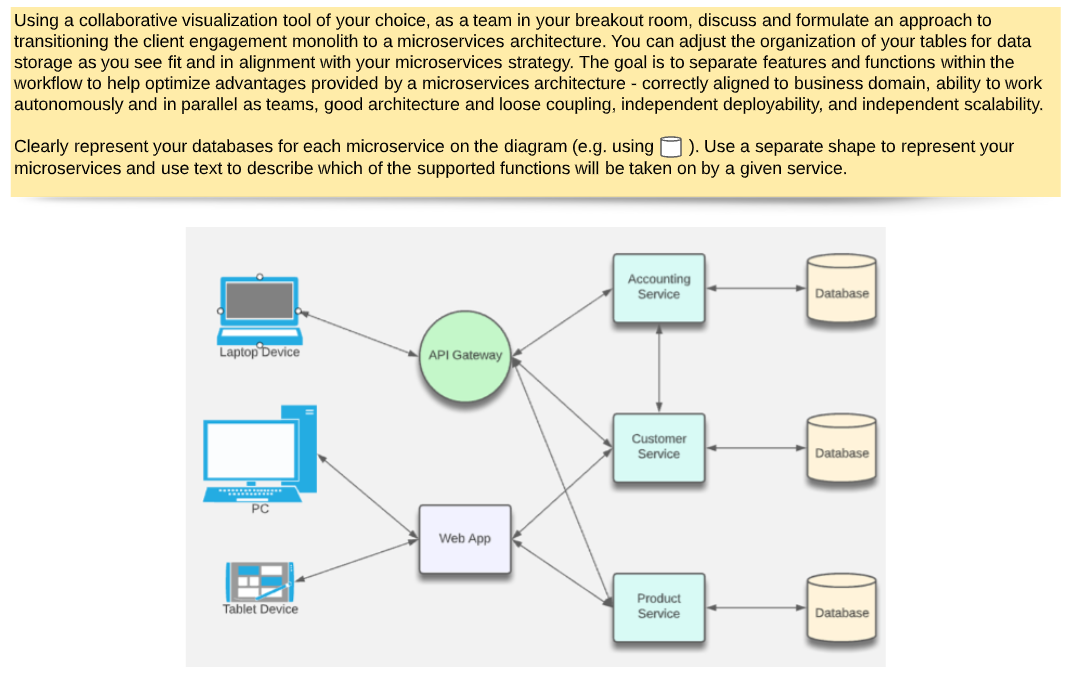 Using a collaborative visualization tool of your choice, as a team in your breakout room, discuss and formulate an approach to
transitioning the client engagement monolith to a microservices architecture. You can adjust the organization of your tables for data
storage as you see fit and in alignment with your microservices strategy. The goal is to separate features and functions within the
workflow to help optimize advantages provided by a microservices architecture - correctly aligned to business domain, ability to work
autonomously and in parallel as teams, good architecture and loose coupling, independent deployability, and independent scalability.
Clearly represent your databases for each microservice on the diagram (e.g. using ). Use a separate shape to represent your
microservices and use text to describe which of the supported functions will be taken on by a given service.
Laptop Device
PC
Tablet Device
API Gateway
Web App
Accounting
Service
Database
Customer
Service
Database
Product
Service
Database